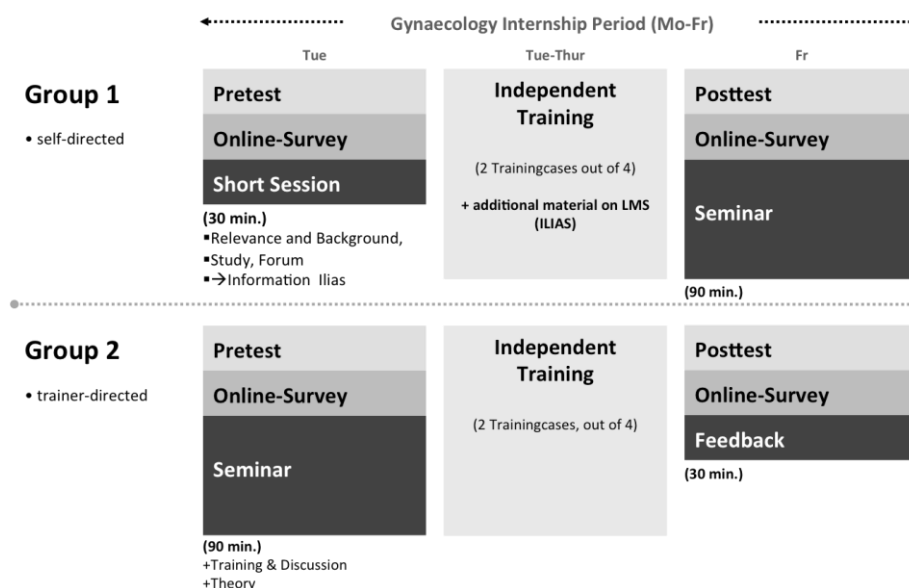 Gynaecology Internship Period (Mo-Fr)
Tue
Tue-Thur
Fr
Group 1
• self-directed
Pretest
Online-Survey
Short Session
(30 min.)
▪Relevance and Background,
▪Study, Forum
▪→Information Ilias
Independent
Training
(2 Trainingcases out of 4)
+ additional material on LMS
(ILIAS)
Posttest
Online-Survey
Seminar
(90 min.)
Group 2
• trainer-directed
Pretest
Online-Survey
Seminar
(90 min.)
+Training & Discussion
+Theory
Independent
Training
(2 Trainingcases, out of 4)
Posttest
Online-Survey
Feedback
(30 min.)